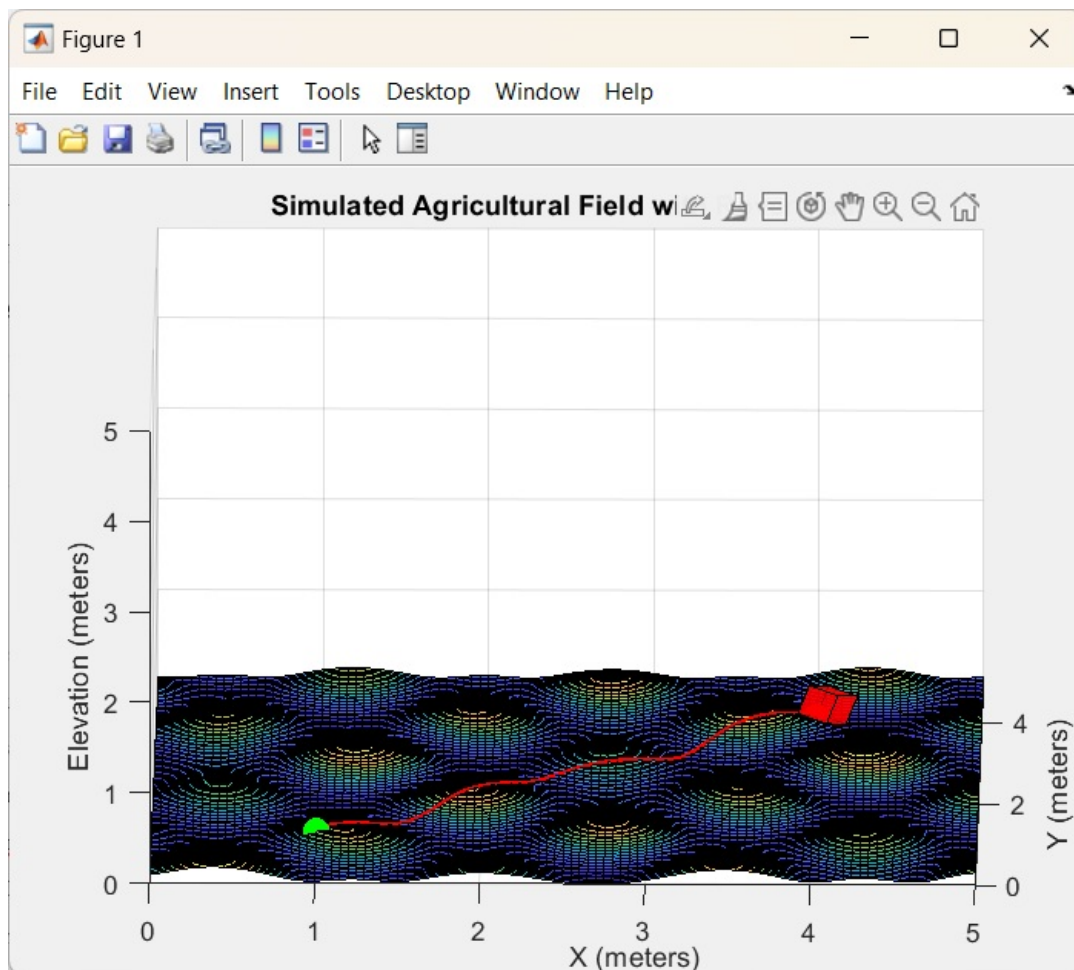 Figure 1
File Edit View Insert Tools Desktop Window Help
Simulated Agricultural Field wi
5
4
3
2
1
0
Elevation (meters)
0 1 2 3 4 5
X (meters)
4
2
0
Y (meters)